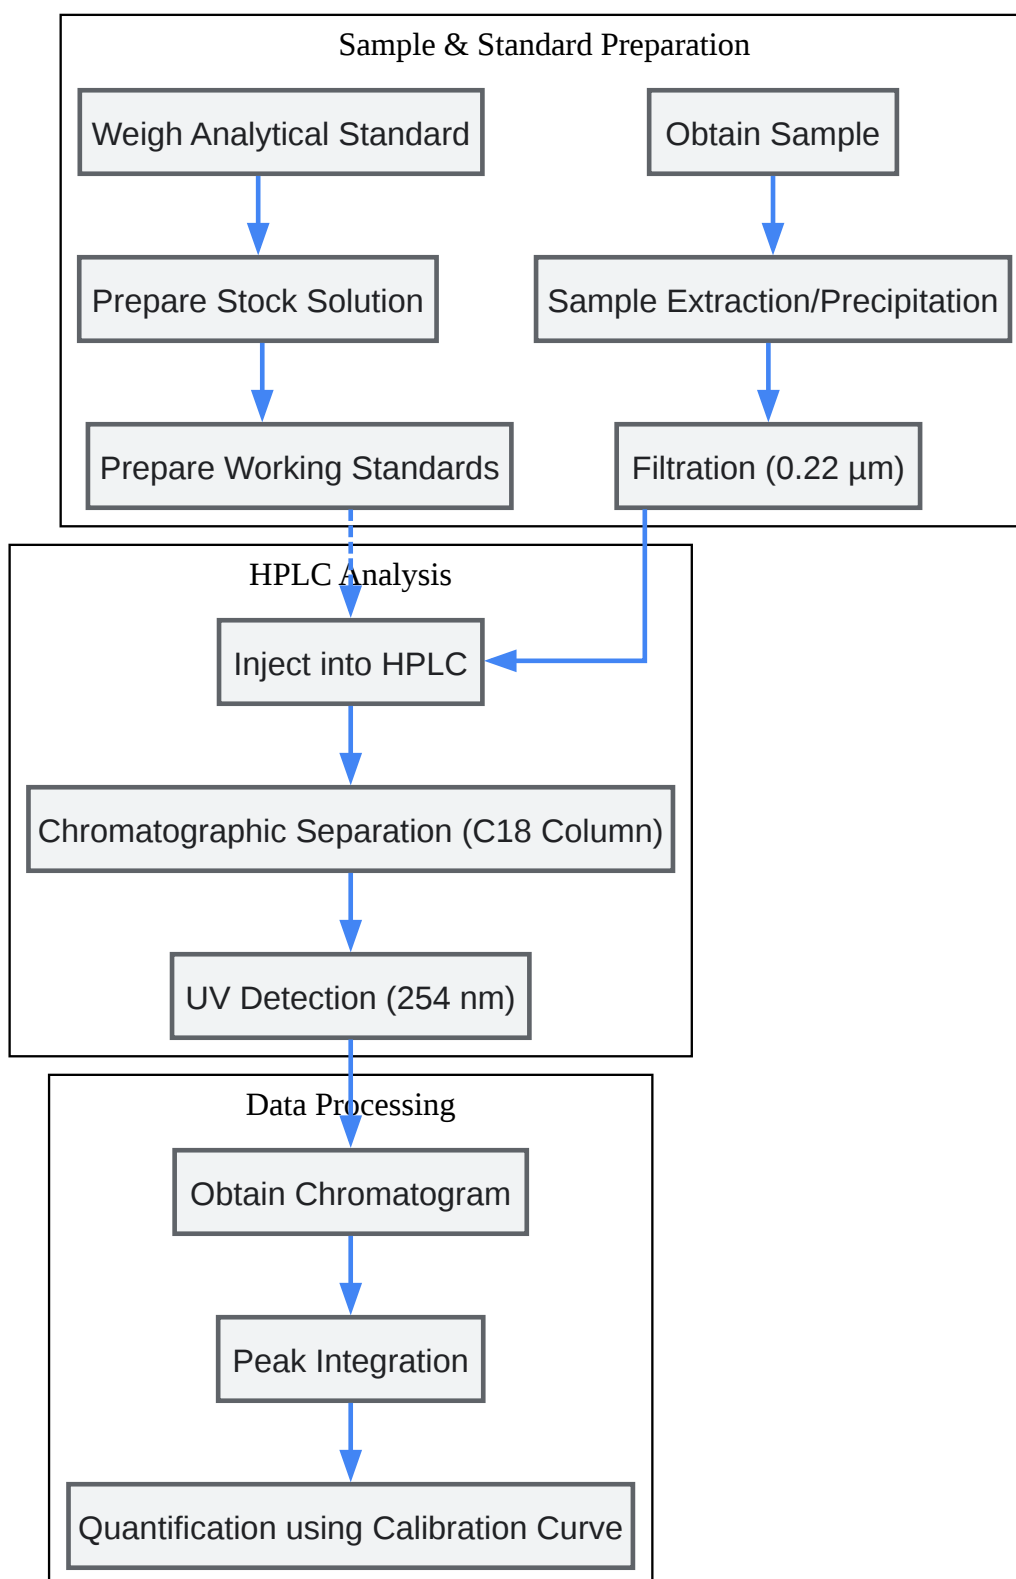 Sample & Standard Preparation
Weigh Analytical Standard
Obtain Sample
Prepare Stock Solution
Sample Extraction/Precipitation
Prepare Working Standards
Filtration (0.22 µm)
HPLC Analysis
Inject into HPLC
Chromatographic Separation (C18 Column)
UV Detection (254 nm)
Data Processing
Obtain Chromatogram
Peak Integration
Quantification using Calibration Curve